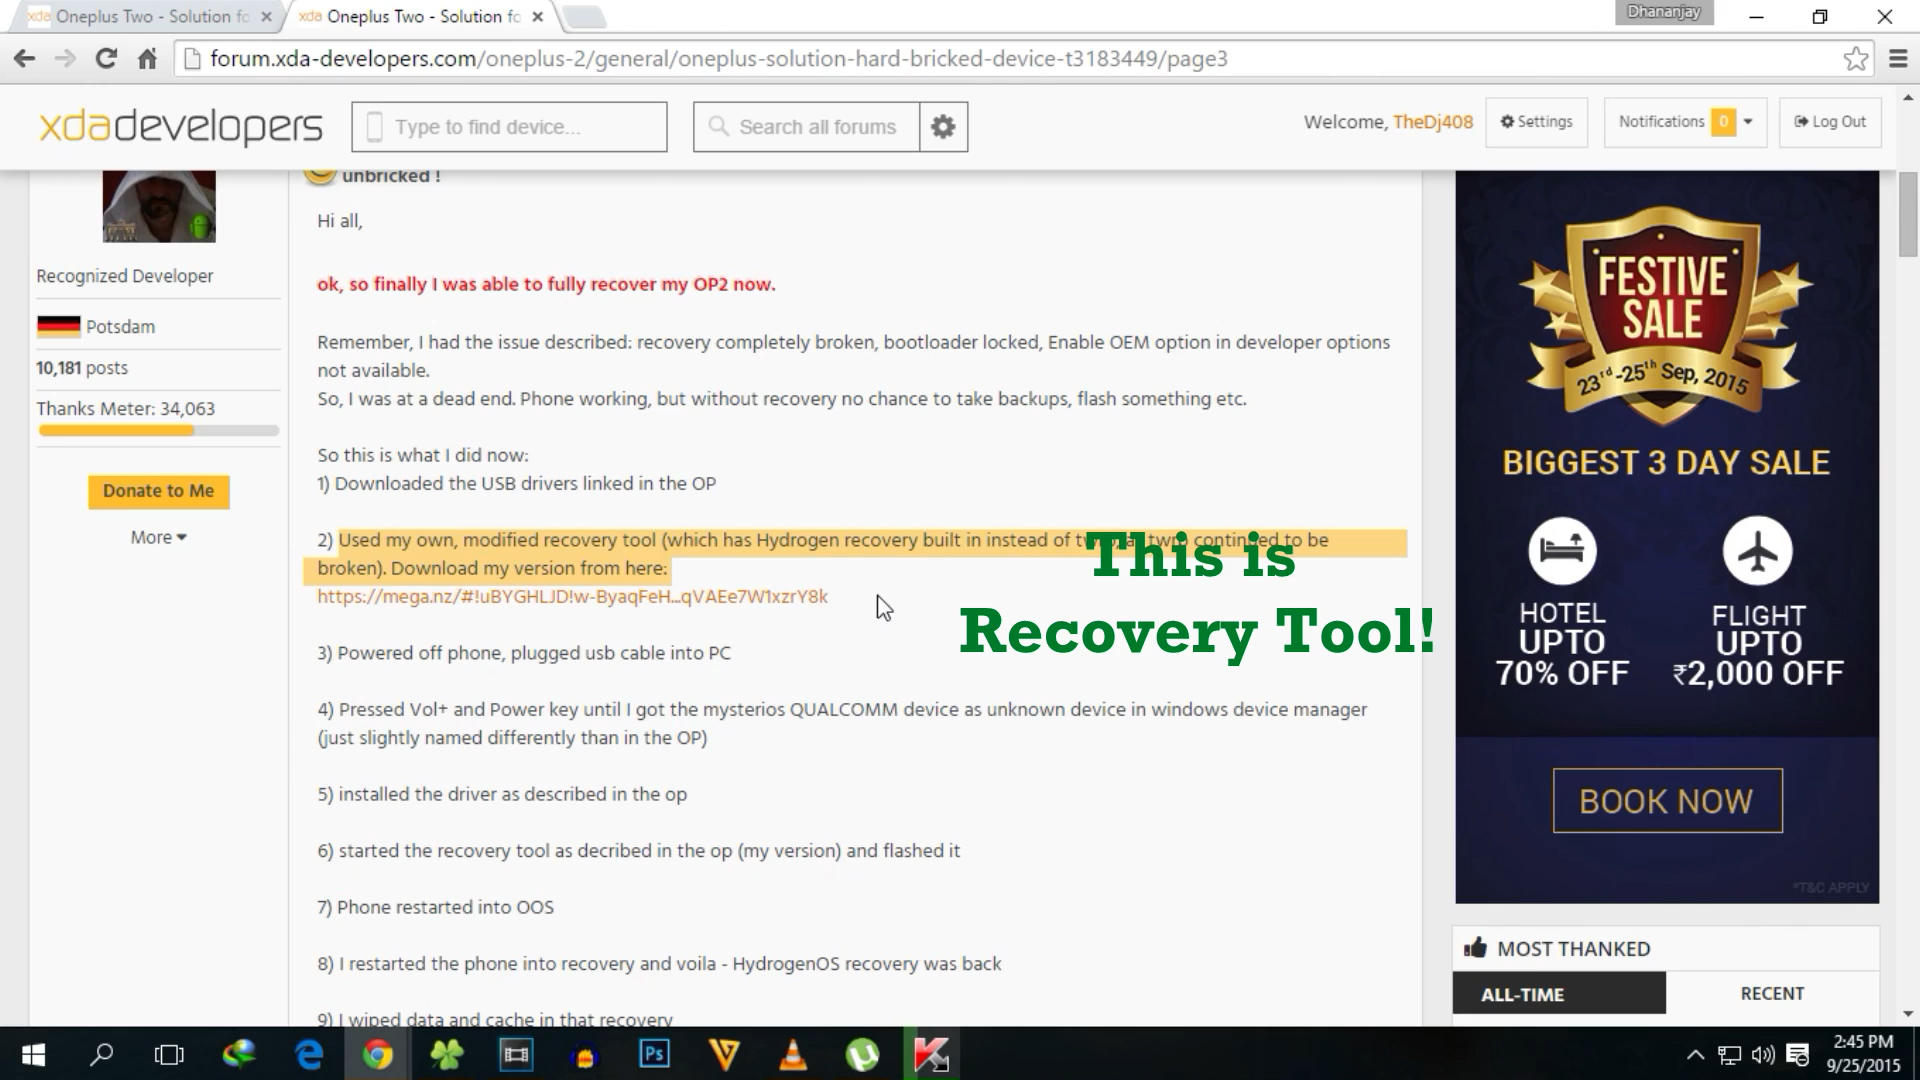 Oneplus Two - Solution fo
Oneplus Two - Solution fo
Dhananjay
forum.xda-developers.com/oneplus-2/general/oneplus-solution-hard-bricked-device-t3183449/page3
xdadevelopers
Type to find device...
Search all forums
Welcome, TheDj408
Settings
Notifications 0
Log Out
unbricked !
Hi all,
Recognized Developer
ok, so finally I was able to fully recover my OP2 now.
Potsdam
Remember, I had the issue described: recovery completely broken, bootloader locked, Enable OEM option in developer options
not available.
10,181 posts
So, I was at a dead end. Phone working, but without recovery no chance to take backups, flash something etc.
Thanks Meter: 34,063
So this is what I did now:
1) Downloaded the USB drivers linked in the OP
Donate to Me
More
2) Used my own, modified recovery tool (which has Hydrogen recovery built in instead of twrp, as twrp continued to be
broken). Download my version from here:
https://mega.nz/#!uBYGHLJD!w-ByaqFeH...qVAEe7W1xzrY8k
This is
Recovery Tool!
3) Powered off phone, plugged usb cable into PC
4) Pressed Vol+ and Power key until I got the mysterios QUALCOMM device as unknown device in windows device manager
(just slightly named differently than in the OP)
5) installed the driver as described in the op
6) started the recovery tool as decribed in the op (my version) and flashed it
7) Phone restarted into OOS
8) I restarted the phone into recovery and voila - HydrogenOS recovery was back
9) I wiped data and cache in that recovery
FESTIVE
SALE
23rd-25th Sep, 2015
BIGGEST 3 DAY SALE
HOTEL
UPTO
70% OFF
FLIGHT
UPTO
₹2,000 OFF
BOOK NOW
*T&C APPLY
MOST THANKED
ALL-TIME
RECENT
Ps
2:45 PM
9/25/2015